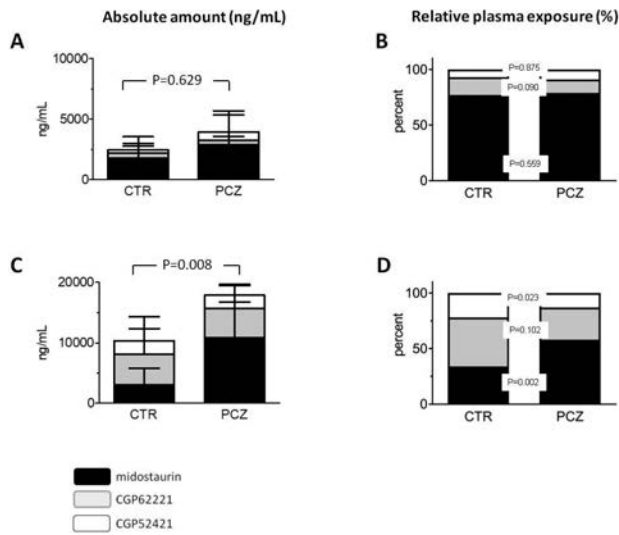 Absolute amount (ng/mL)
Relative plasma exposure (%)
A
10000
5000
0
ng/mL
P=0.629
CTR
PCZ
B
100
50
0
percent
P=0.875
P=0.090
P=0.559
CTR
PCZ
C
20000
10000
0
ng/mL
P=0.008
CTR
PCZ
D
100
50
0
percent
P=0.023
P=0.102
P=0.002
CTR
PCZ
midostaurin
CGP62221
CGP52421